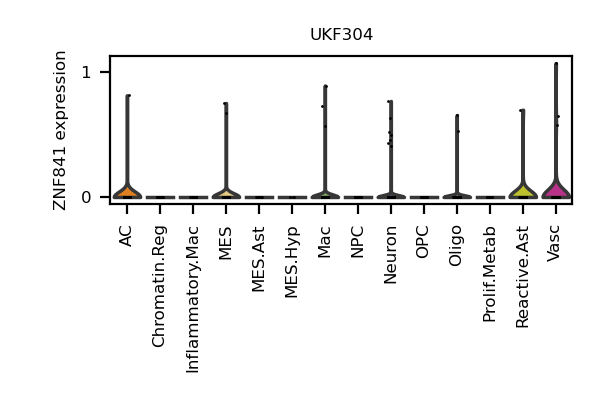 UKF304
ZNF841 expression
1
0
AC
Chromatin.Reg
Inflammatory.Mac
MES
MES.Ast
MES.Hyp
Mac
NPC
Neuron
OPC
Oligo
Prolif.Metab
Reactive.Ast
Vasc